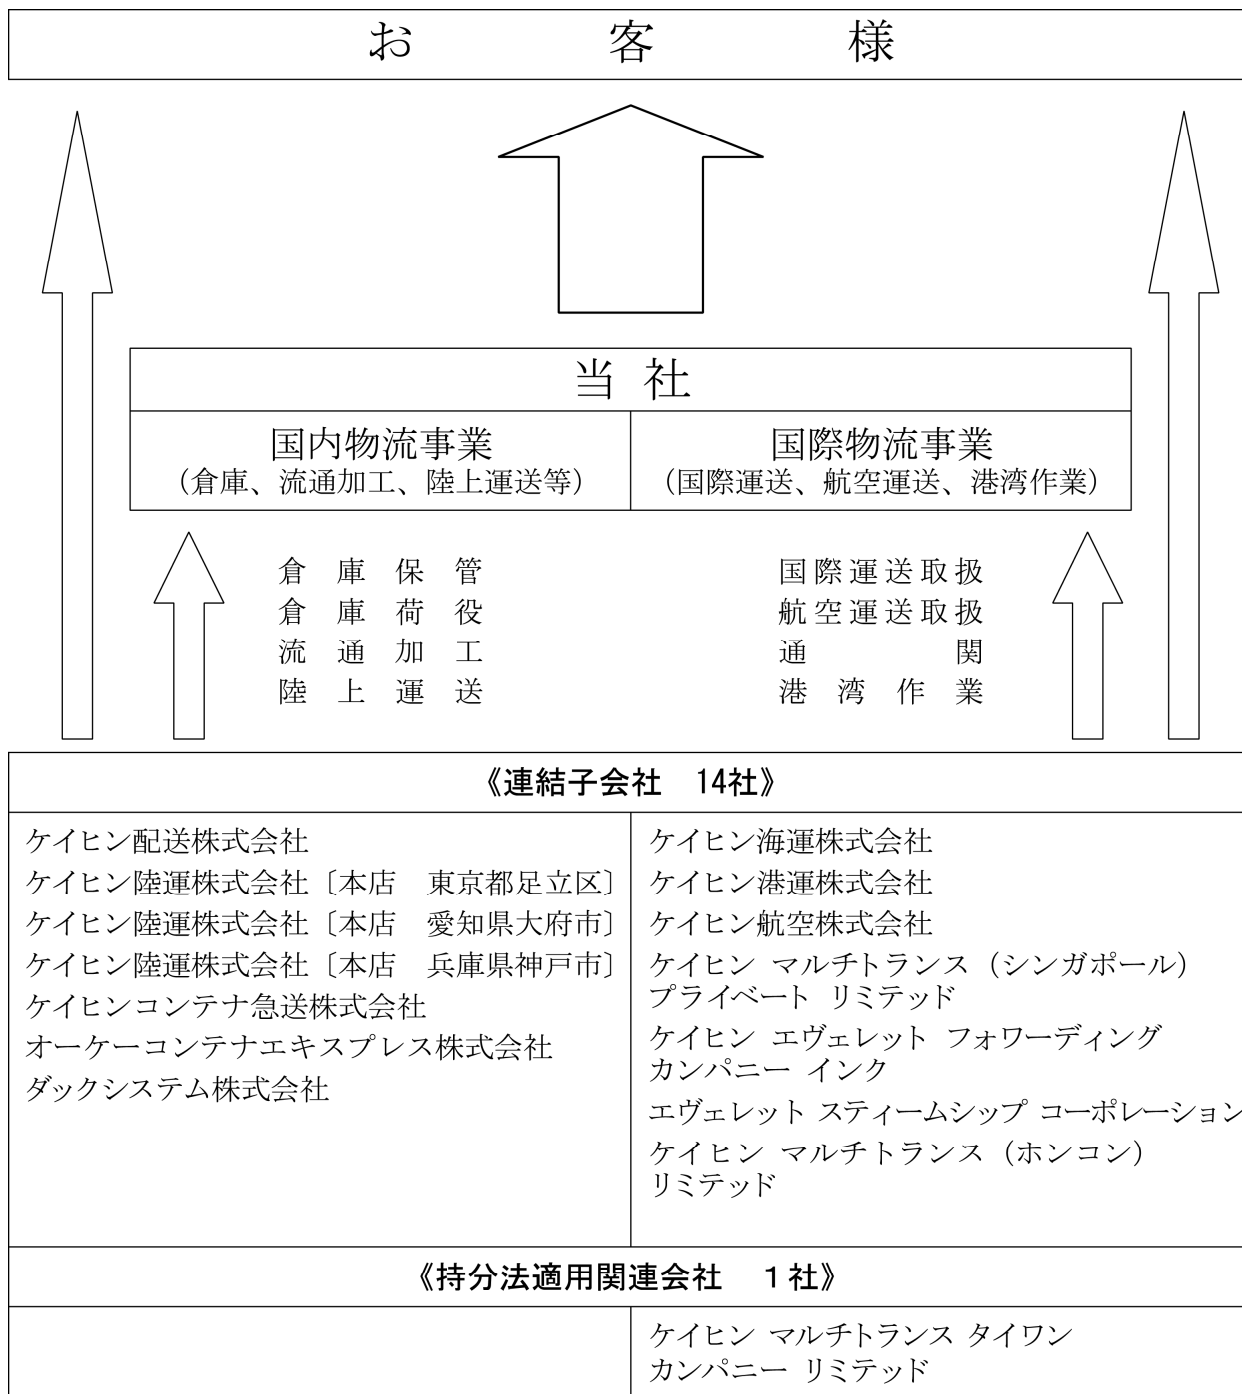 お客様
当社
国内物流事業
(倉庫、流通加工、陸上運送等)
国際物流事業
(国際運送、航空運送、港湾作業)
倉庫保管
倉庫荷役
流通加工
陸上運送
国際運送取扱
航空運送取扱
通関
港湾作業
《連結子会社　14社》
ケイヒン配送株式会社
ケイヒン陸運株式会社〔本店　東京都足立区〕
ケイヒン陸運株式会社〔本店　愛知県大府市〕
ケイヒン陸運株式会社〔本店　兵庫県神戸市〕
ケイヒンコンテナ急送株式会社
オーケーコンテナエキスプレス株式会社
ダックシステム株式会社
ケイヒン海運株式会社
ケイヒン港運株式会社
ケイヒン航空株式会社
ケイヒン マルチトランス (シンガポール)
プライベート リミテッド
ケイヒン エヴェレット フォワーディング
カンパニー インク
エヴェレット スティームシップ コーポレーション
ケイヒン マルチトランス (ホンコン)
リミテッド
《持分法適用関連会社　１社》
ケイヒン マルチトランス タイワン
カンパニー リミテッド